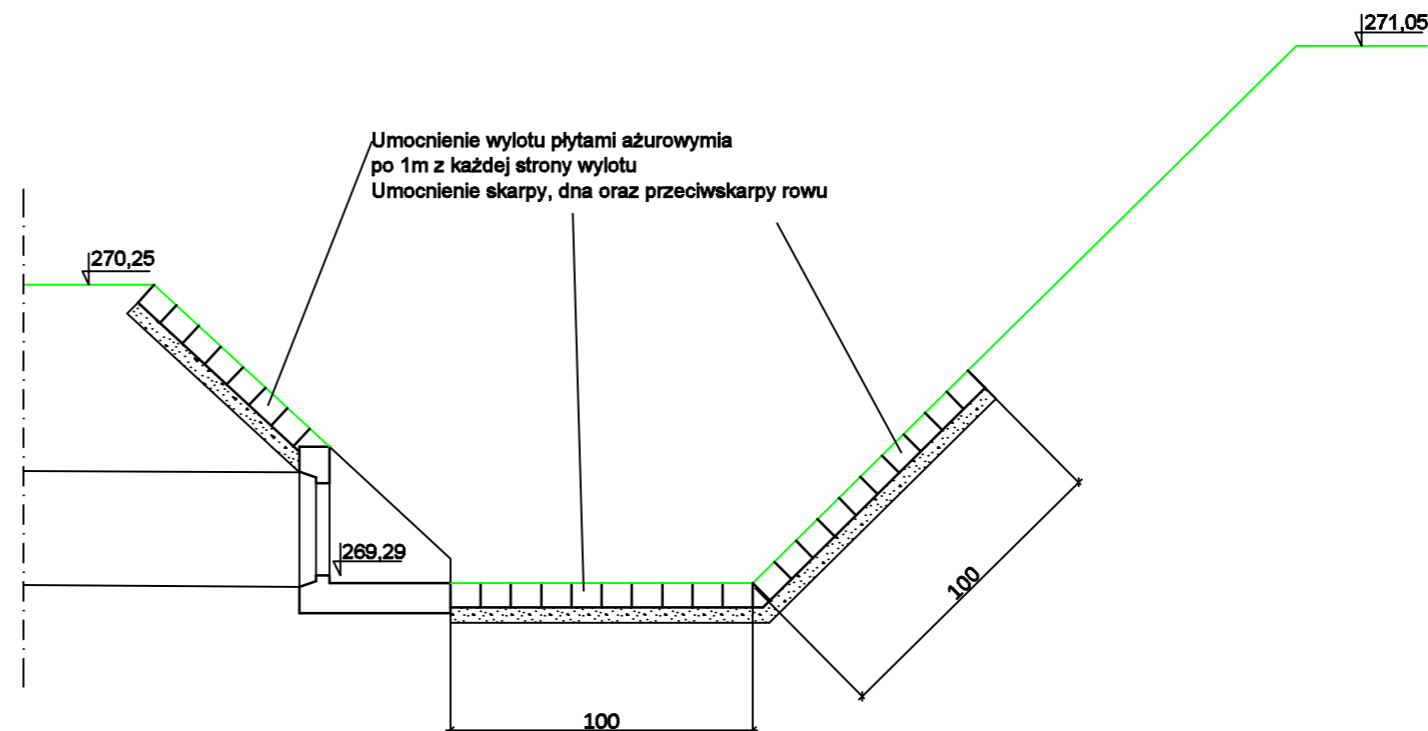 271,05
Umocnienie wylotu płytami ażurowymia
po 1m z każdej strony wylotu
Umocnienie skarpy, dna oraz przeciwskarpy rowu
270,25
269,29
100
100